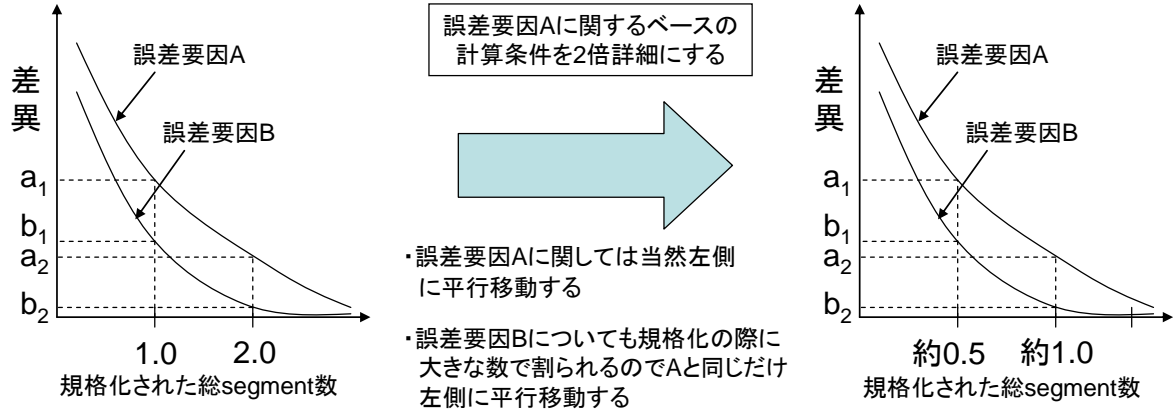 差
異
誤差要因A
誤差要因B
a1
b1
a2
b2
1.0 2.0
規格化された総segment数
誤差要因Aに関するベースの
計算条件を2倍詳細にする
・誤差要因Aに関しては当然左側
に平行移動する
・誤差要因Bについても規格化の際に
大きな数で割られるのでAと同じだけ
左側に平行移動する
差
異
誤差要因A
誤差要因B
a1
b1
a2
b2
約0.5 約1.0
規格化された総segment数